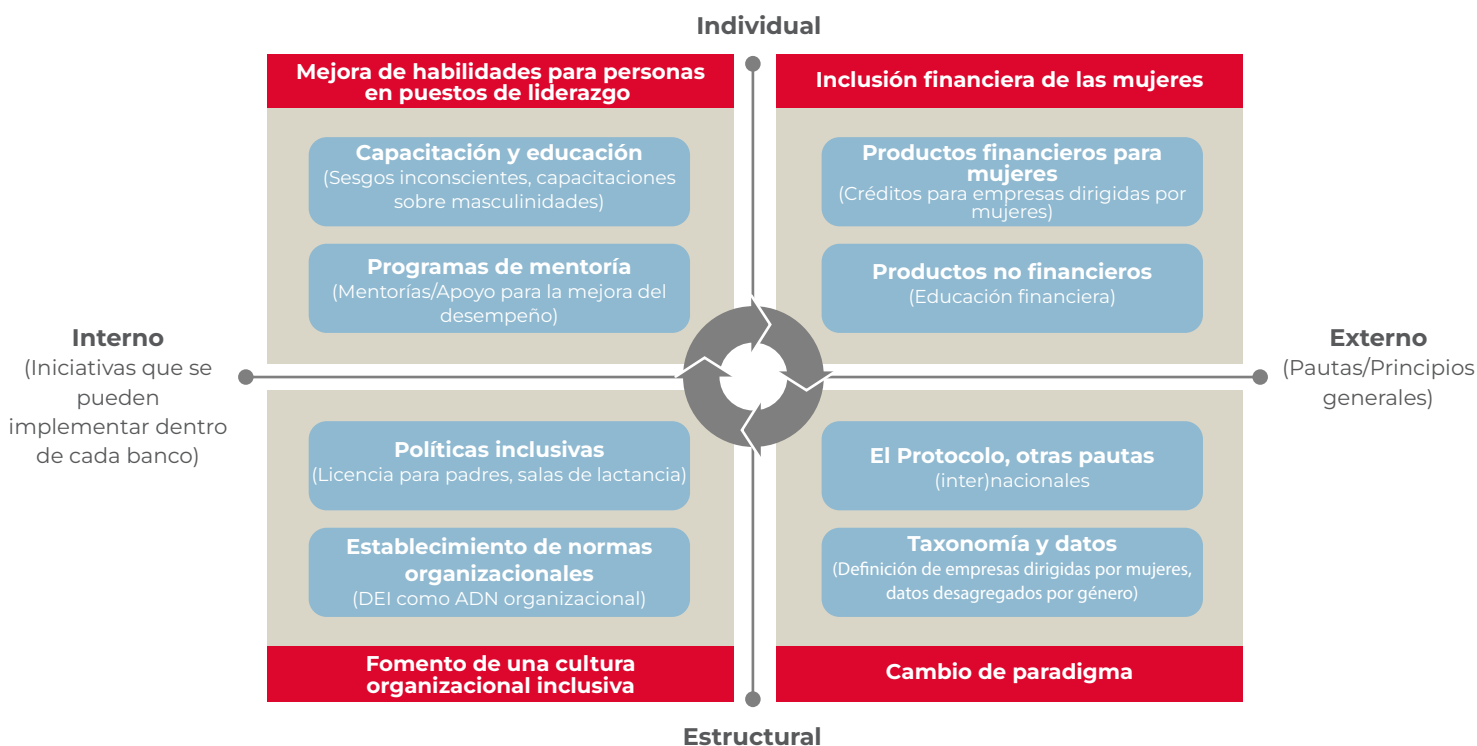 Individual
Mejora de habilidades para personas
en puestos de liderazgo
Capacitación y educación
(Sesgos inconscientes, capacitaciones
sobre masculinidades)
Programas de mentoría
(Mentorías/Apoyo para la mejora del
desempeño)
Inclusión financiera de las mujeres
Productos financieros para
mujeres
(Créditos para empresas dirigidas por
mujeres)
Productos no financieros
(Educación financiera)
Interno
(Iniciativas que se
pueden
implementar dentro
de cada banco)
Externo
(Pautas/Principios
generales)
Políticas inclusivas
(Licencia para padres, salas de lactancia)
Establecimiento de normas
organizacionales
(DEI como ADN organizacional)
Fomento de una cultura
organizacional inclusiva
El Protocolo, otras pautas
(inter)nacionales
Taxonomía y datos
(Definición de empresas dirigidas por mujeres,
datos desagregados por género)
Cambio de paradigma
Estructural